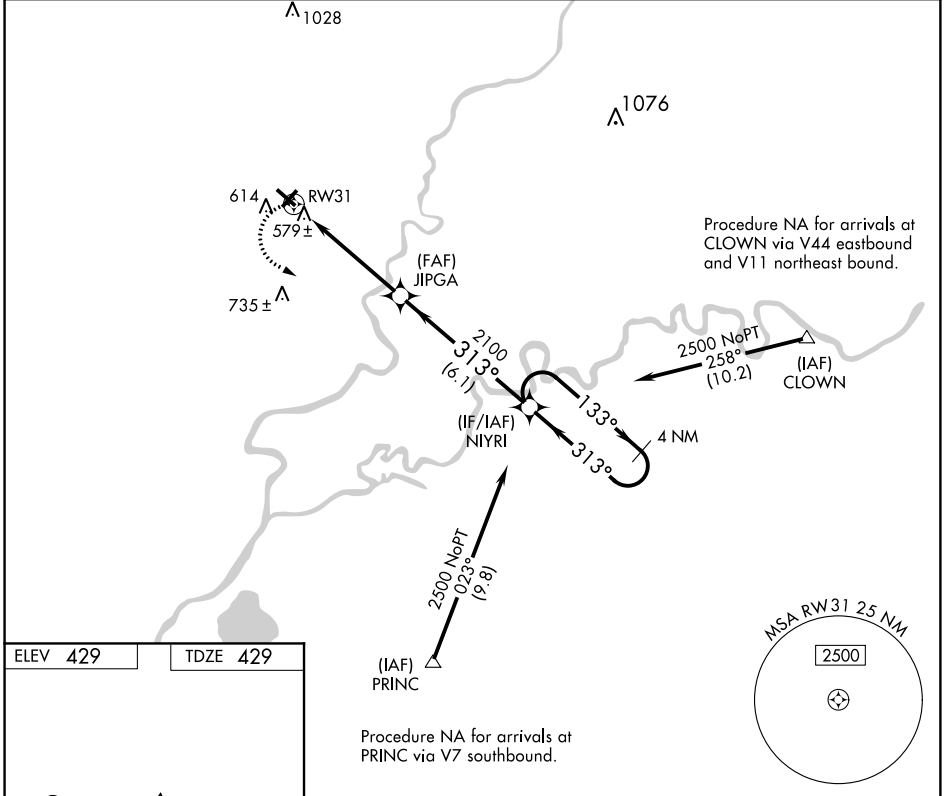 1028
1076
614
RW31
579±
735±
Procedure NA for arrivals at
CLOWN via V44 eastbound
and V11 northeast bound.
(FAF)
JIPGA
2100
313°
(6.1)
2500 NoPT
258°
(10.2)
(IAF)
CLOWN
(IF/IAF)
NIYRI
133°
313°
4 NM
2500 NoPT
023°
(9.8)
(IAF)
PRINC
Procedure NA for arrivals at
PRINC via V7 southbound.
MSA RW31 25 NM
2500
ELEV 429
TDZE 429